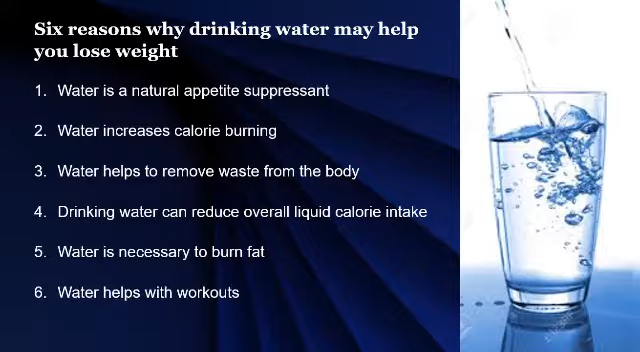 Six reasons why drinking water may help
you lose weight
1. Water is a natural appetite suppressant
2. Water increases calorie burning
3. Water helps to remove waste from the body
4. Drinking water can reduce overall liquid calorie intake
5. Water is necessary to burn fat
6. Water helps with workouts